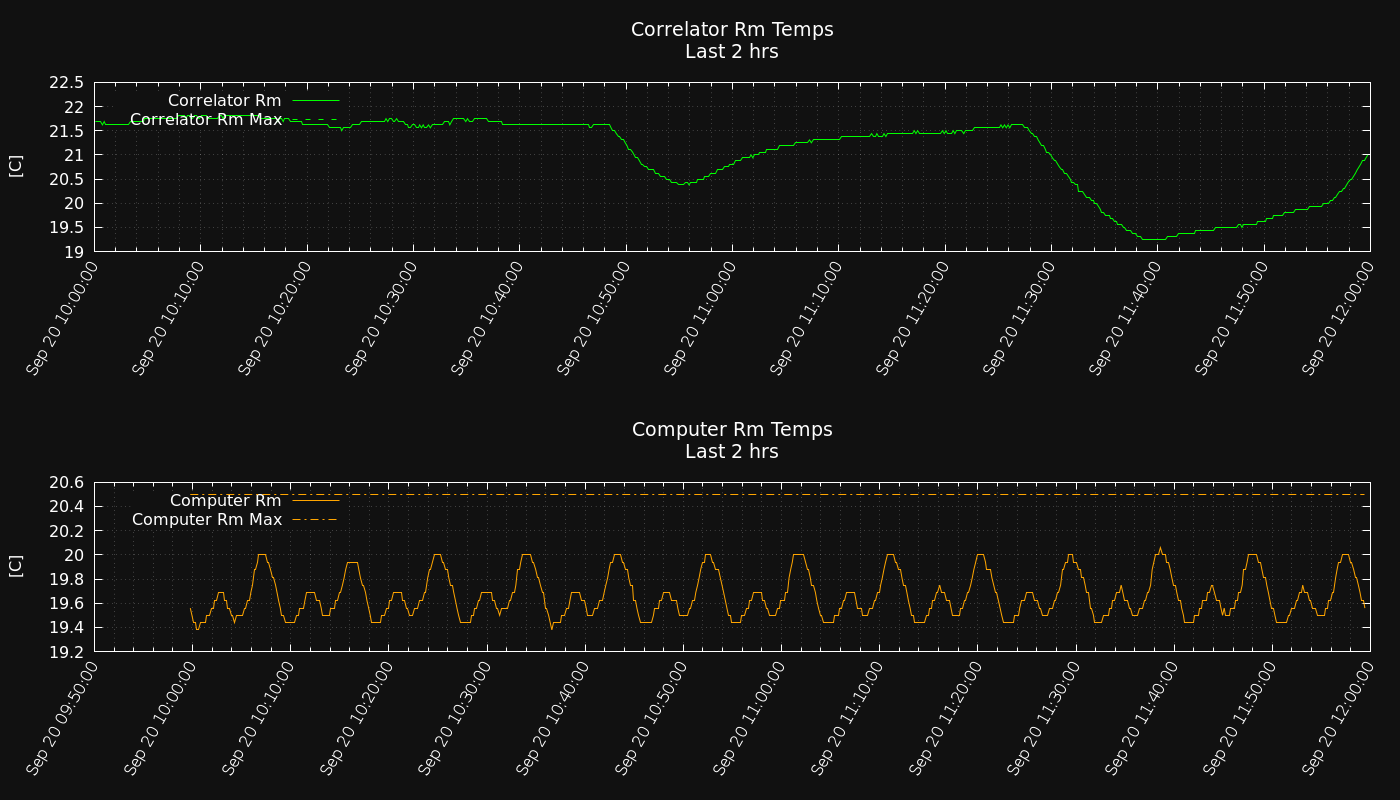 Correlator Rm Temps
Last 2 hrs
22.5
22
21.5
21
20.5
20
19.5
19
[C]
Correlator Rm
Correlator Rm Max
Sep 20 10:00:00
Sep 20 10:10:00
Sep 20 10:20:00
Sep 20 10:30:00
Sep 20 10:40:00
Sep 20 10:50:00
Sep 20 11:00:00
Sep 20 11:10:00
Sep 20 11:20:00
Sep 20 11:30:00
Sep 20 11:40:00
Sep 20 11:50:00
Sep 20 12:00:00
Computer Rm Temps
Last 2 hrs
20.6
20.4
20.2
20
19.8
19.6
19.4
19.2
[C]
Computer Rm
Computer Rm Max
Sep 20 09:50:00
Sep 20 10:00:00
Sep 20 10:10:00
Sep 20 10:20:00
Sep 20 10:30:00
Sep 20 10:40:00
Sep 20 10:50:00
Sep 20 11:00:00
Sep 20 11:10:00
Sep 20 11:20:00
Sep 20 11:30:00
Sep 20 11:40:00
Sep 20 11:50:00
Sep 20 12:00:00